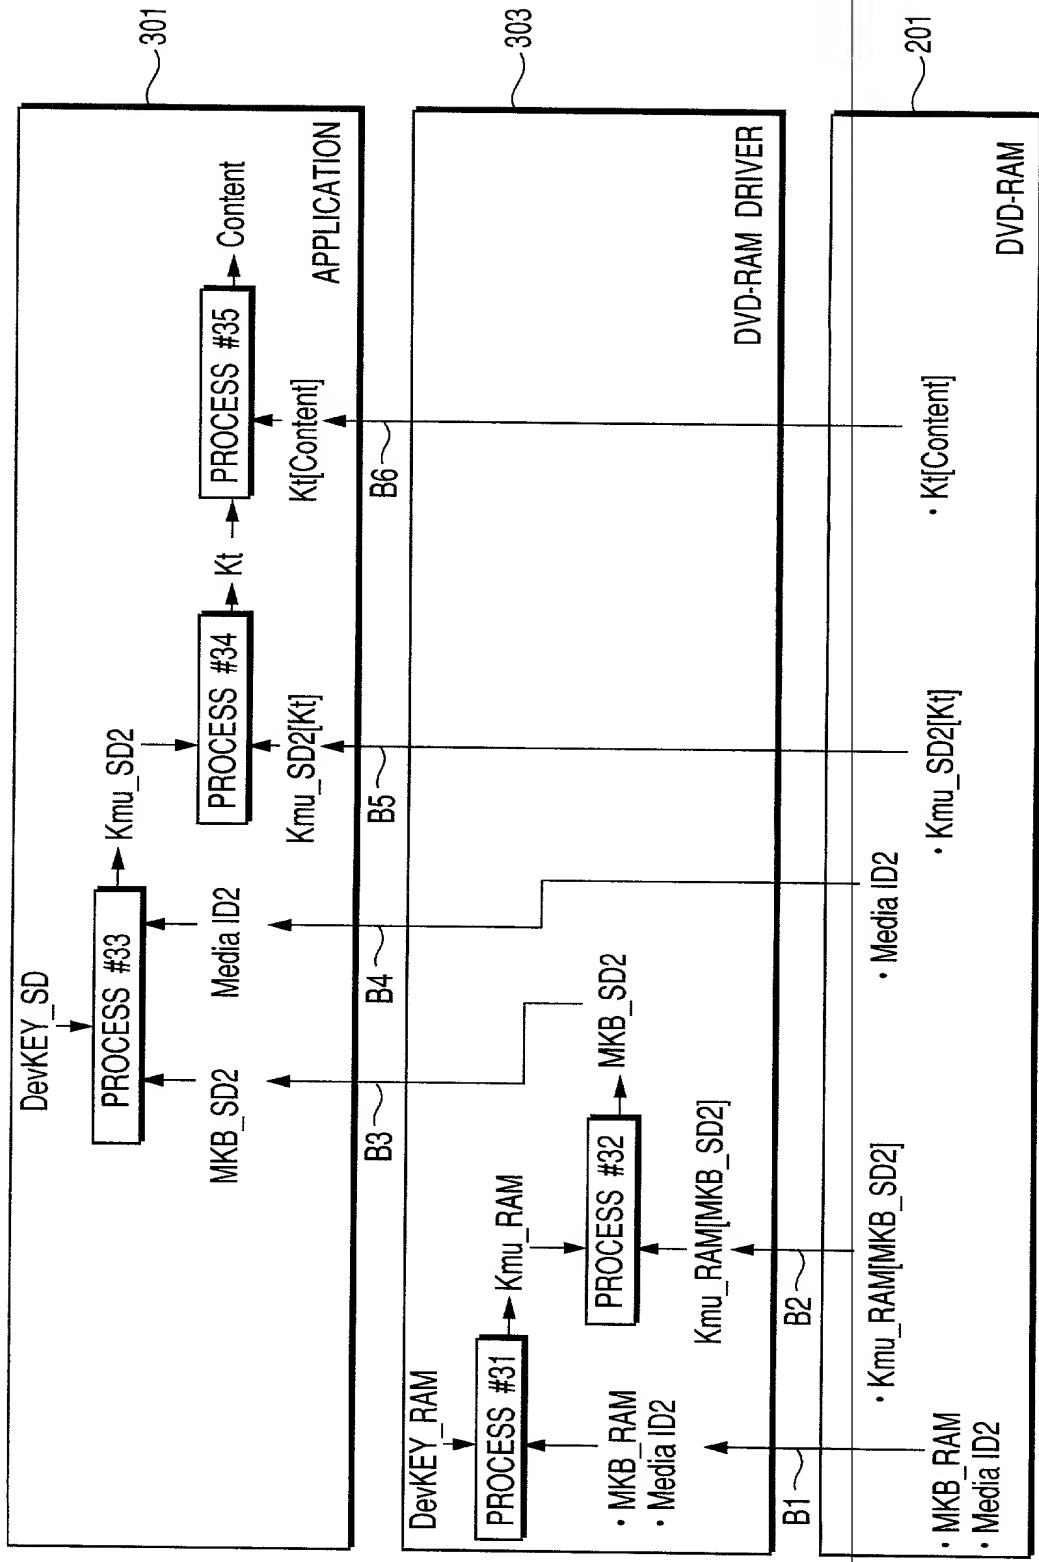 301
DevKEY_SD
PROCESS #33
Kmu_SD2
MKB_SD2
Media ID2
PROCESS #34
Kt
PROCESS #35
Content
Kmu_SD2[Kt]
Kt[Content]
APPLICATION
B3
B4
B5
B6
303
DevKEY_RAM
PROCESS #31
Kmu_RAM
• MKB_RAM
• Media ID2
PROCESS #32
MKB_SD2
Kmu_RAM[MKB_SD2]
DVD-RAM DRIVER
B1
B2
201
• MKB_RAM
• Media ID2
• Kmu_RAM[MKB_SD2]
• Media ID2
• Kmu_SD2[Kt]
• Kt[Content]
DVD-RAM